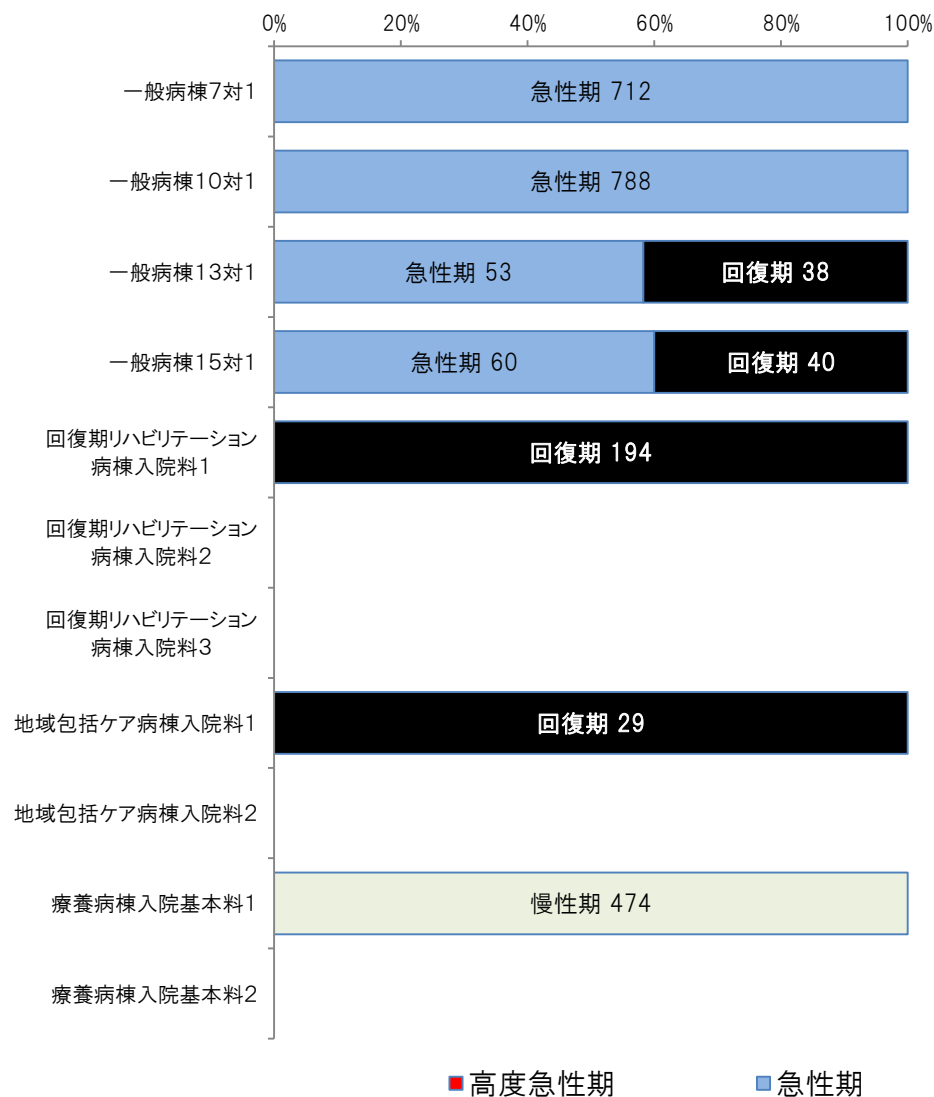 0% 20% 40% 60% 80% 100%
一般病棟7対1 急性期 712
一般病棟10対1 急性期 788
一般病棟13対1 急性期 53 回復期 38
一般病棟15対1 急性期 60 回復期 40
回復期リハビリテーション
病棟入院料1 回復期 194
回復期リハビリテーション
病棟入院料2
回復期リハビリテーション
病棟入院料3
地域包括ケア病棟入院料1 回復期 29
地域包括ケア病棟入院料2
療養病棟入院基本料1 慢性期 474
療養病棟入院基本料2
高度急性期 急性期